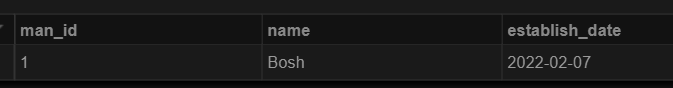 man_id name establish_date
1 Bosh 2022-02-07